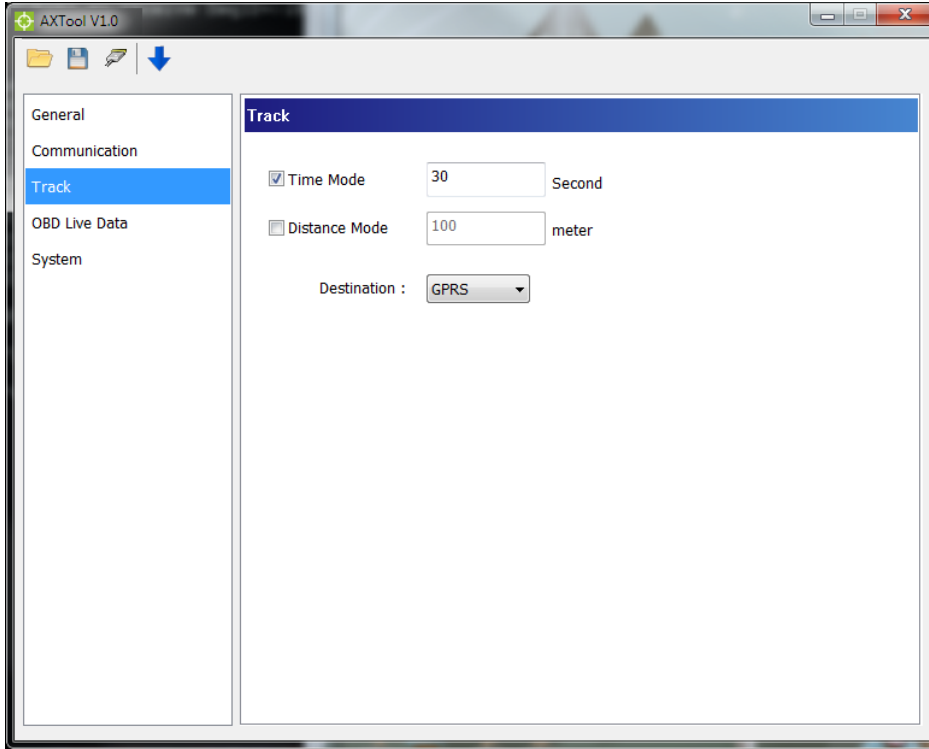 AXTool V1.0
General
Communication
Track
OBD Live Data
System
Track
Time Mode 30 Second
Distance Mode 100 meter
Destination : GPRS